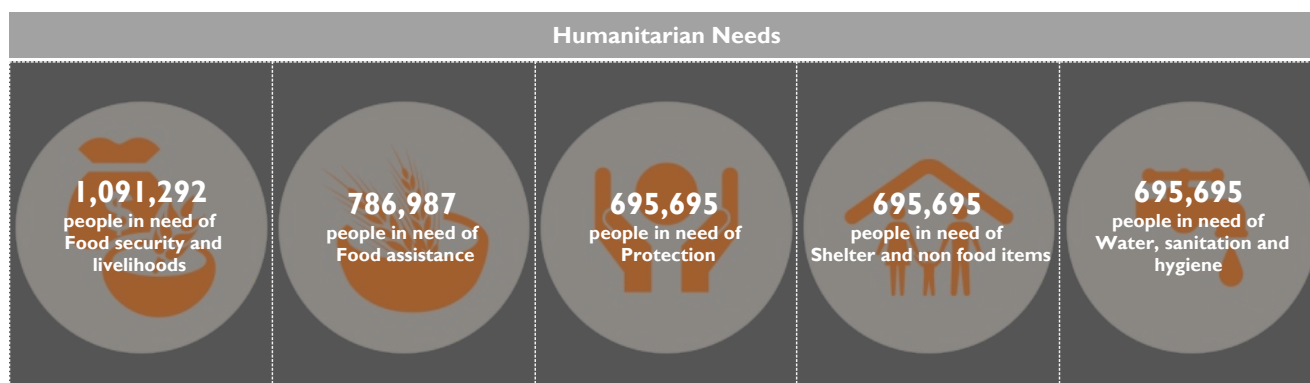 Humanitarian Needs
1,091,292
people in need of
Food security and
livelihoods
786,987
people in need of
Food assistance
695,695
people in need of
Protection
695,695
people in need of
Shelter and non food items
695,695
people in need of
Water, sanitation and
hygiene